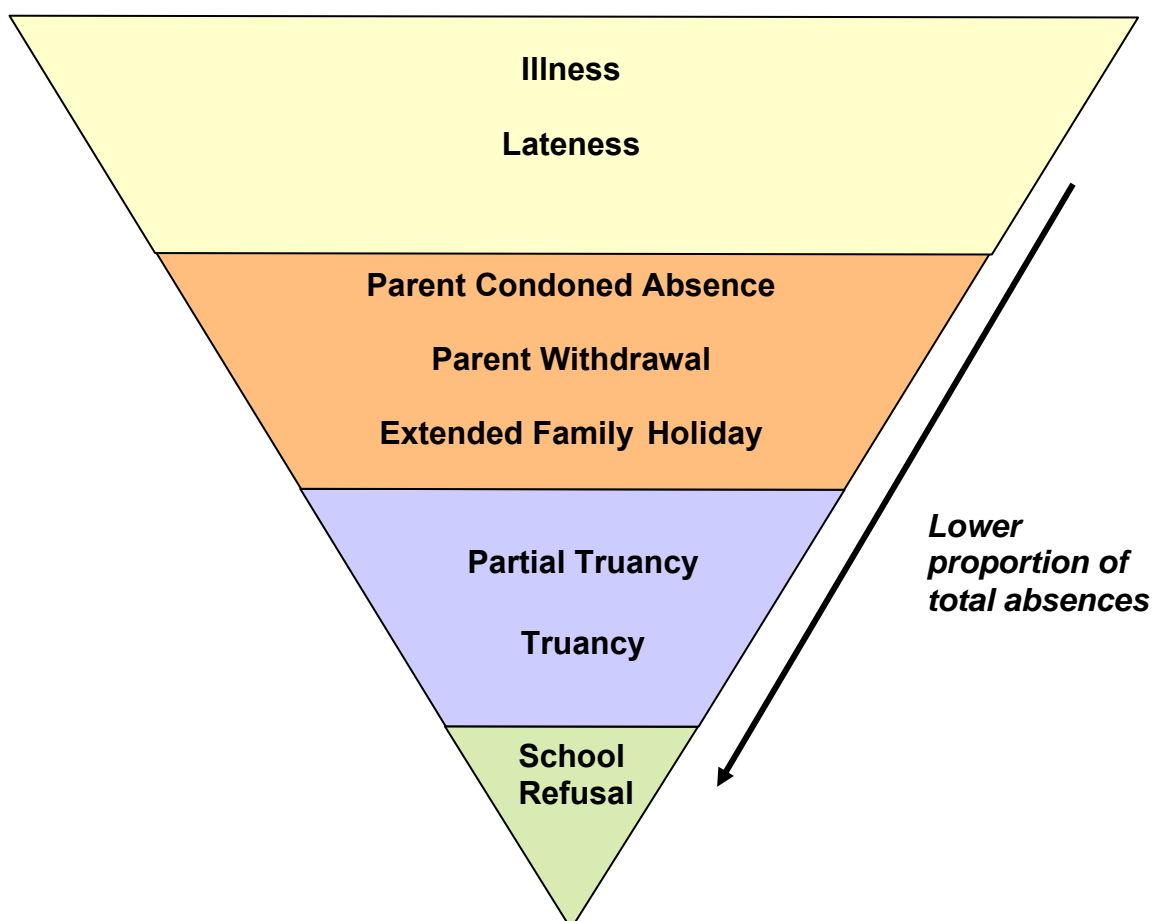 Illness
Lateness
Parent Condoned Absence
Parent Withdrawal
Extended Family Holiday
Partial Truancy
Truancy
School
Refusal
Lower
proportion of
total absences